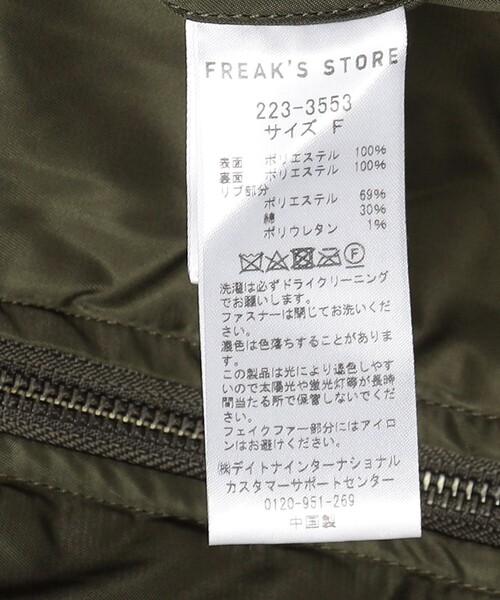 FREAK'S STORE
223-3553
サイズ F
表面 ポリエステル 100%
裏面 ポリエステル 100%
リブ部分
ポリエステル 69%
綿 30%
ポリウレタン 1%
洗濯は必ずドライクリーニング
でお願いします。
ファスナーは閉じてお洗いくださ
い。
濃色は色落ちすることがありま
す。
この製品は光により退色しやす
いので太陽光や蛍光灯等が長時
間当たる所で保管しないでくだ
さい。
フェイクファー部分にはアイロ
ンはお避けください。
㈱デイトナインターナショナル
カスタマーサポートセンター
0120-951-269
中国製